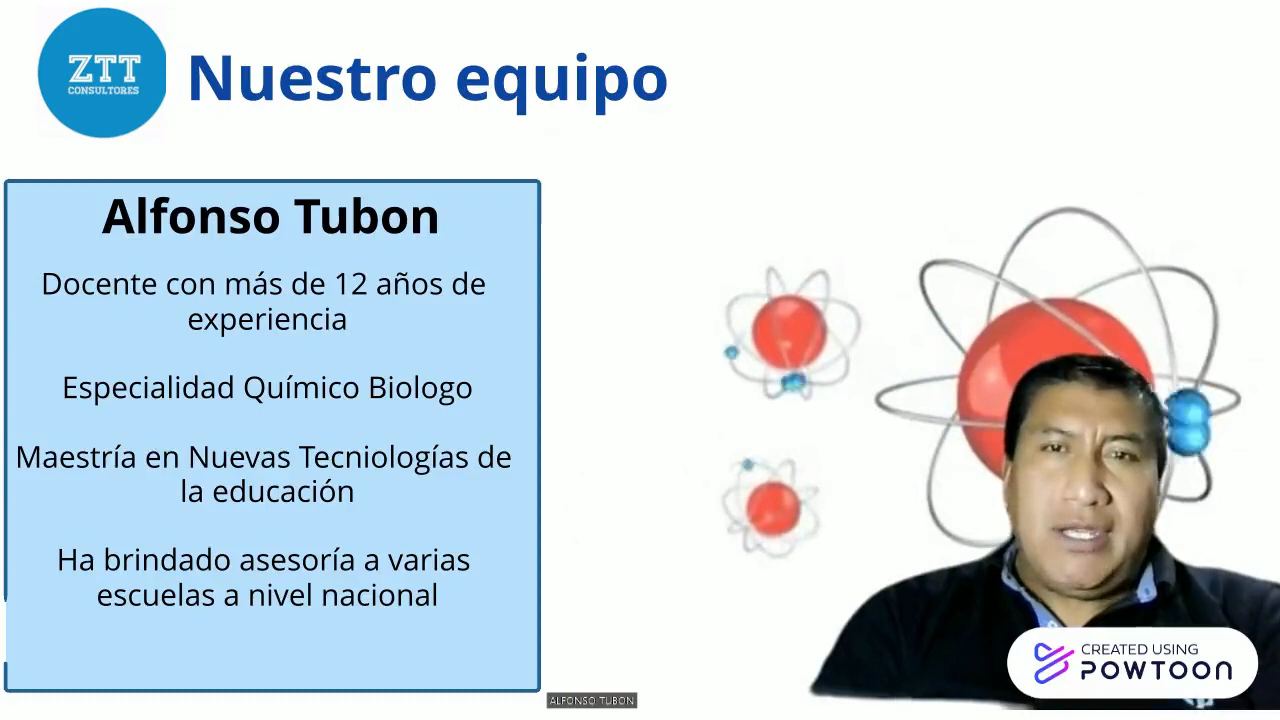 ZTT
CONSULTORES
Nuestro equipo
Alfonso Tubon
Docente con más de 12 años de
experiencia
Especialidad Químico Biologo
Maestría en Nuevas Tecniologías de
la educación
Ha brindado asesoría a varias
escuelas a nivel nacional
ALFONSO TUBON
CREATED USING
POWTOON